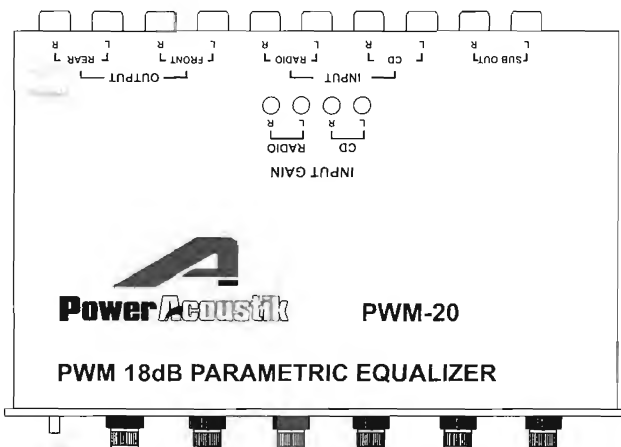 R L R L R L R L R L
REAR FRONT RADIO CD SUB OUT
OUTPUT INPUT
R L R L
RADIO CD
INPUT GAIN
PowerAcoustik PWM-20
PWM 18dB PARAMETRIC EQUALIZER